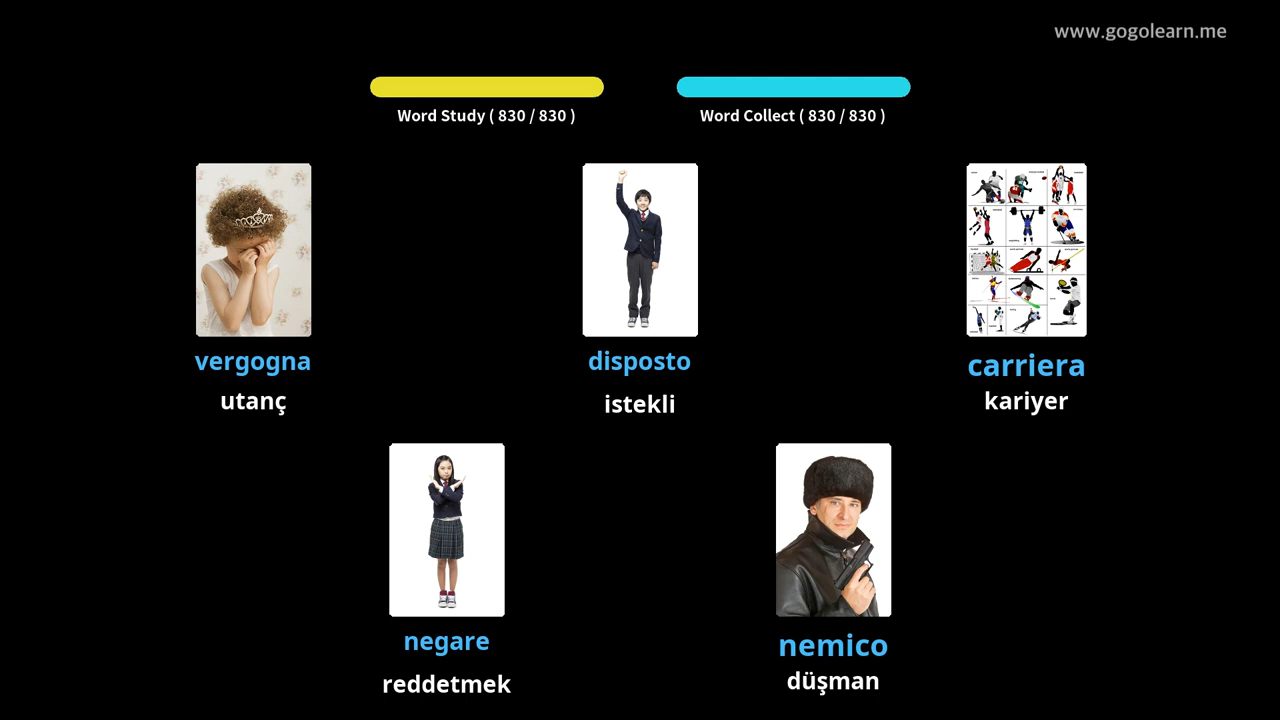 www.gogolearn.me
Word Study ( 830 / 830 )
Word Collect ( 830 / 830 )
vergogna
utanç
disposto
istekli
carriera
kariyer
negare
reddetmek
nemico
düşman